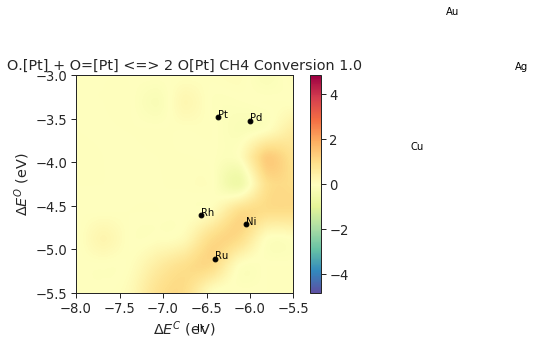 Au
O.[Pt] + O=[Pt] <=> 2 O[Pt] CH4 Conversion 1.0
Ag
−3.0
−3.5
−4.0
−4.5
−5.0
−5.5
ΔE^O (eV)
Pt
Pd
Cu
Rh
Ni
Ru
4
2
0
−2
−4
−8.0
−7.5
−7.0
−6.5
−6.0
−5.5
ΔE^C (eV)
Ir